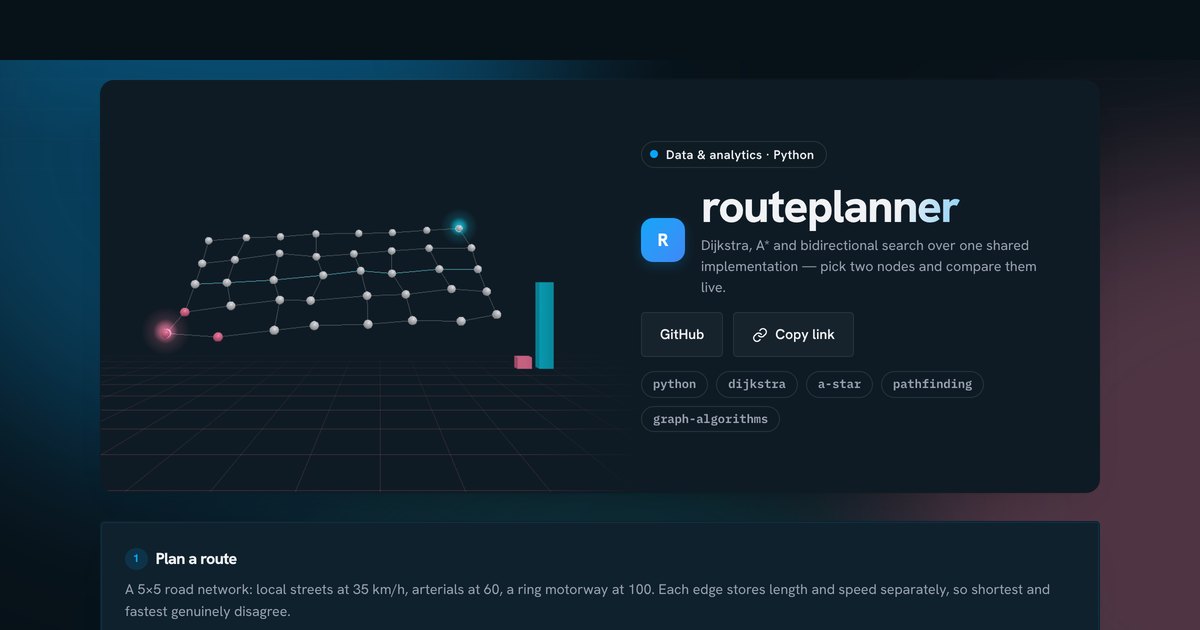 Data & analytics · Python
routeplanner
R
Dijkstra, A* and bidirectional search over one shared
implementation — pick two nodes and compare them
live.
GitHub
Copy link
python
dijkstra
a-star
pathfinding
graph-algorithms
1
Plan a route
A 5×5 road network: local streets at 35 km/h, arterials at 60, a ring motorway at 100. Each edge stores length and speed separately, so shortest and
fastest genuinely disagree.